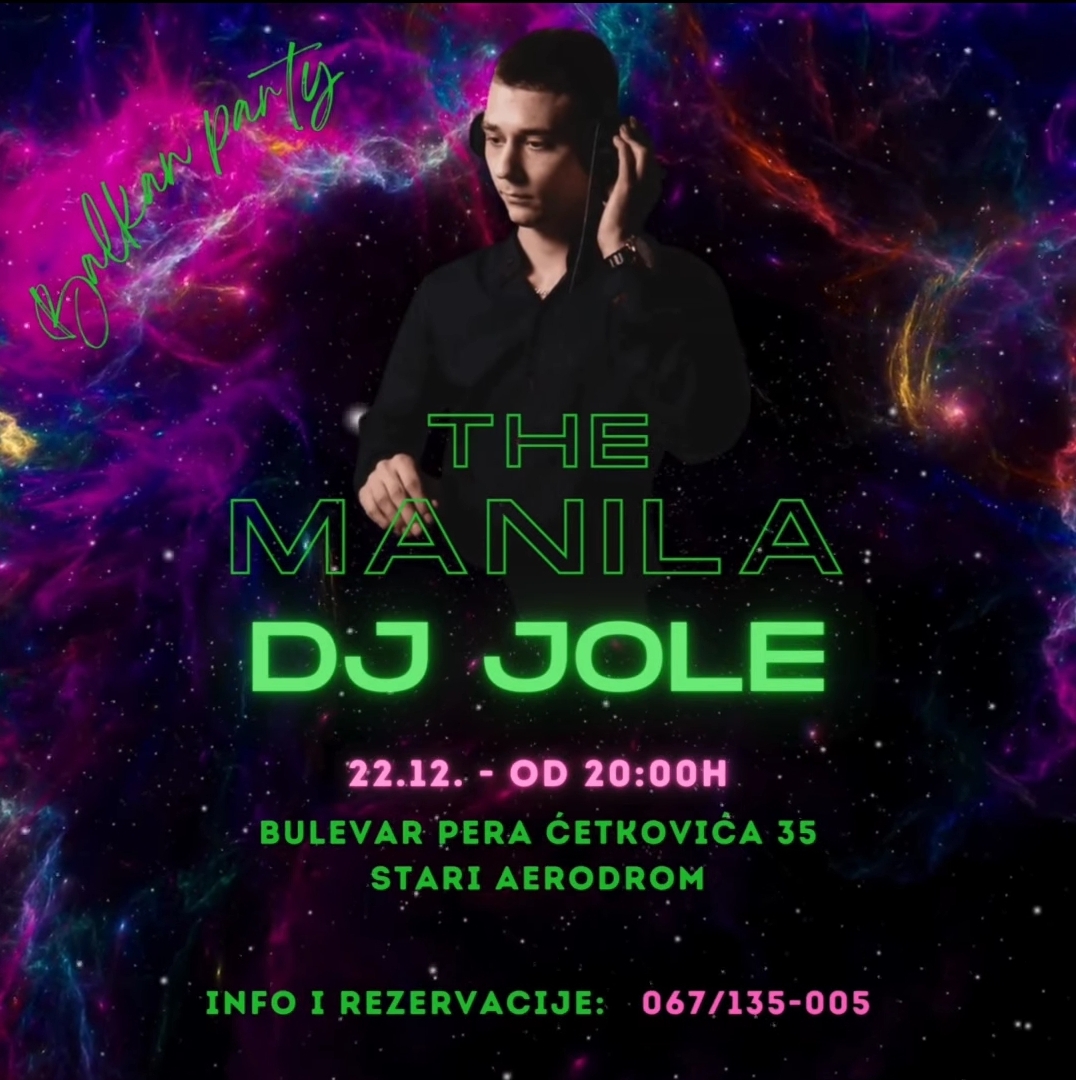 Balkan party
THE
MANILA
DJ JOLE
22.12. - OD 20:00H
BULEVAR PERA ĆETKOVIĈA 35
STARI AERODROM
INFO I REZERVACIJE: 067/135-005